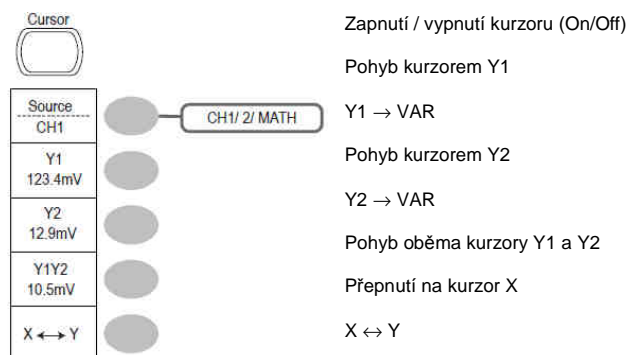 Cursor
Source
CH1
CH1/ 2/ MATH
Y1
123.4mV
Y2
12.9mV
Y1Y2
10.5mV
X ←→ Y
Zapnutí / vypnutí kurzoru (On/Off)
Pohyb kurzorem Y1
Y1 → VAR
Pohyb kurzorem Y2
Y2 → VAR
Pohyb oběma kurzory Y1 a Y2
Přepnutí na kurzor X
X ↔ Y